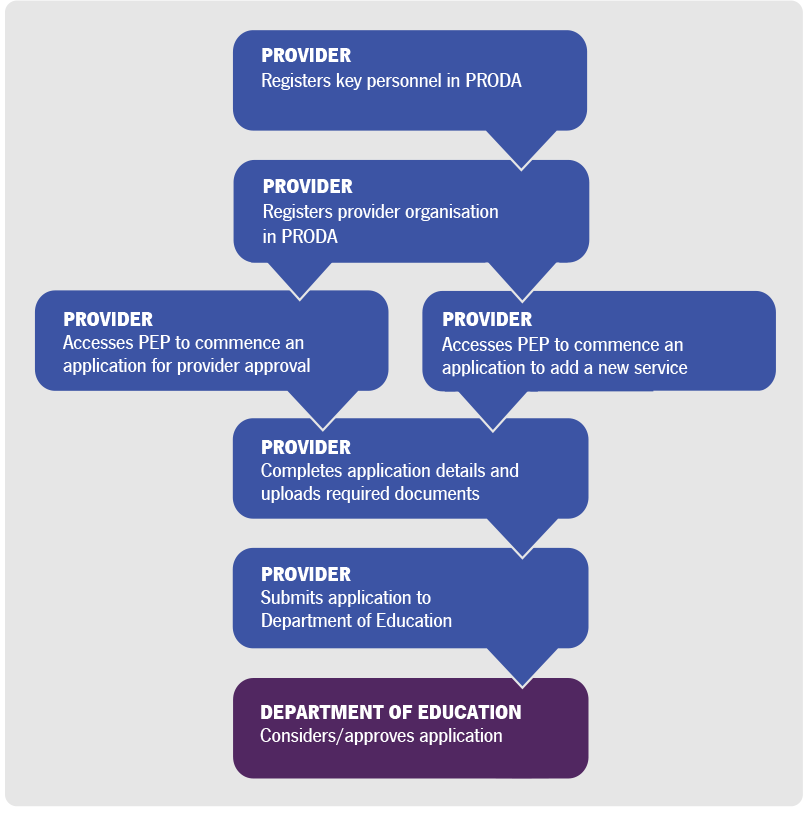 PROVIDER
Registers key personnel in PRODA
PROVIDER
Registers provider organisation
in PRODA
PROVIDER
Accesses PEP to commence an
application for provider approval
PROVIDER
Accesses PEP to commence an
application to add a new service
PROVIDER
Completes application details and
uploads required documents
PROVIDER
Submits application to
Department of Education
DEPARTMENT OF EDUCATION
Considers/approves application